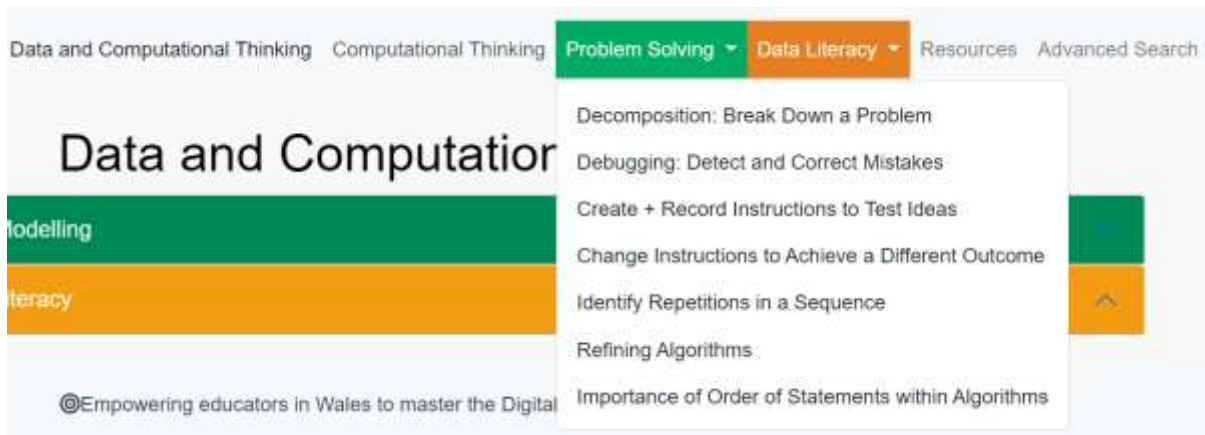 Data and Computational Thinking Computational Thinking Problem Solving Data Literacy Resources Advanced Search
Data and Computation
Modelling
iteracy
Empowering educators in Wales to master the Digital
Decomposition: Break Down a Problem
Debugging: Detect and Correct Mistakes
Create + Record Instructions to Test Ideas
Change Instructions to Achieve a Different Outcome
Identify Repetitions in a Sequence
Refining Algorithms
Importance of Order of Statements within Algorithms